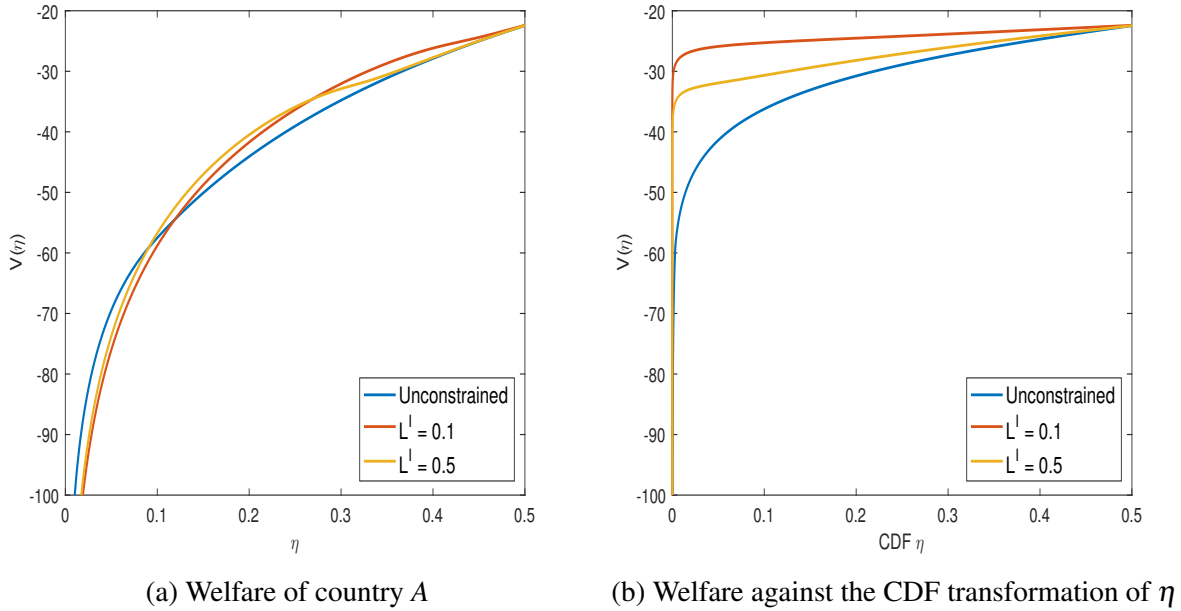 -20
-30
-40
-50
-60
-70
-80
-90
-100
V(η)
0
0.1
0.2
0.3
0.4
0.5
η
Unconstrained
L^I = 0.1
L^I = 0.5
(a) Welfare of country A
-20
-30
-40
-50
-60
-70
-80
-90
-100
V(η)
0
0.1
0.2
0.3
0.4
0.5
CDF η
Unconstrained
L^I = 0.1
L^I = 0.5
(b) Welfare against the CDF transformation of η